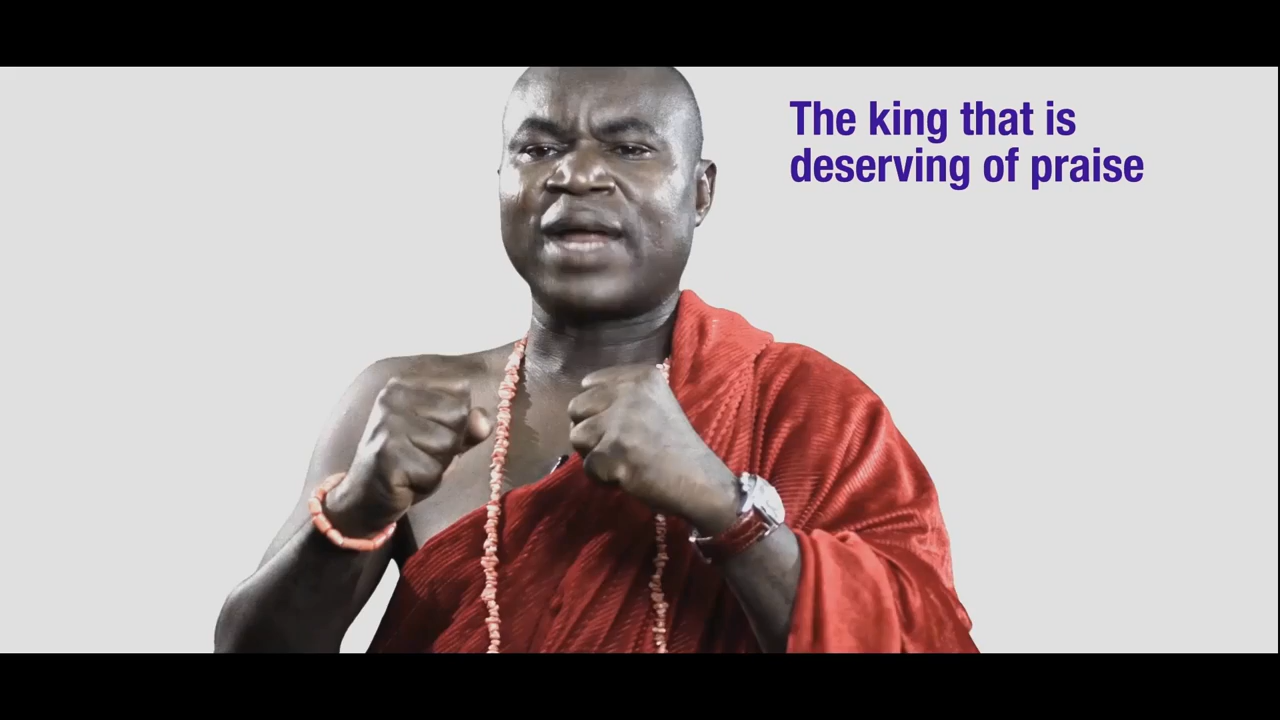 The king that is
deserving of praise